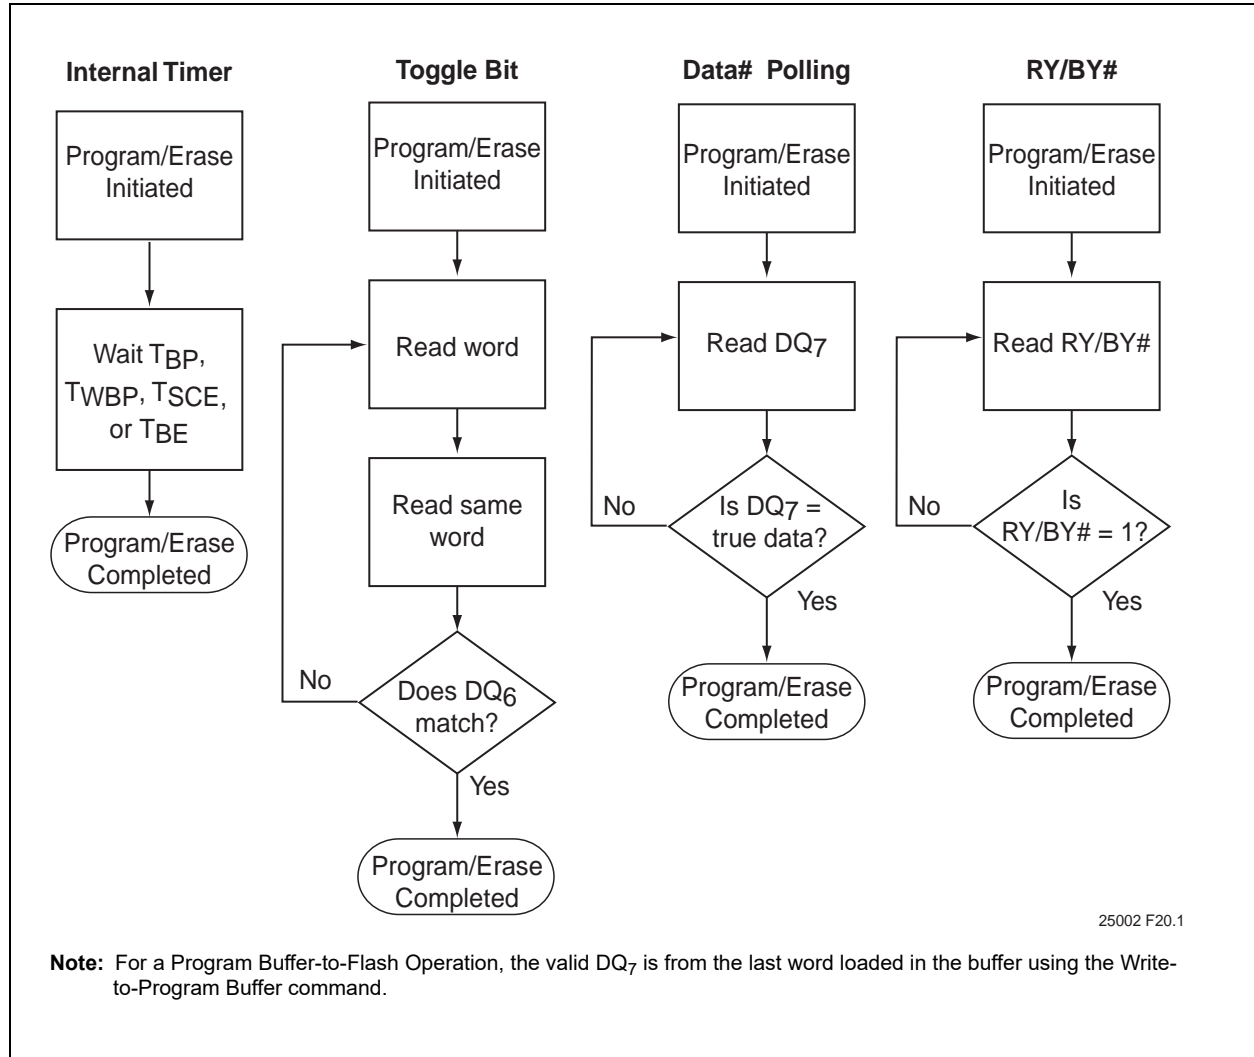 Internal Timer
Program/Erase
Initiated
Wait TBP,
TWBP, TSCE,
or TBE
Program/Erase
Completed
Toggle Bit
Program/Erase
Initiated
Read word
Read same
word
Does DQ6
match?
No
Yes
Program/Erase
Completed
Data# Polling
Program/Erase
Initiated
Read DQ7
Is DQ7 =
true data?
No
Yes
Program/Erase
Completed
RY/BY#
Program/Erase
Initiated
Read RY/BY#
Is
RY/BY# = 1?
No
Yes
Program/Erase
Completed
25002 F20.1
Note: For a Program Buffer-to-Flash Operation, the valid DQ7 is from the last word loaded in the buffer using the Write-
to-Program Buffer command.